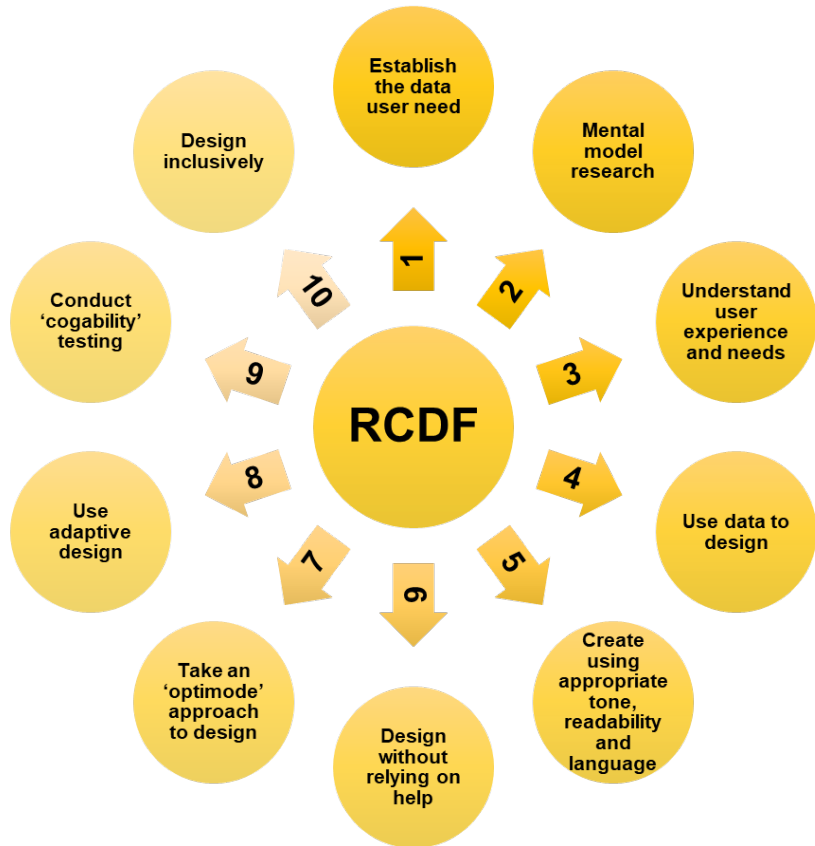 RCDF
1
Establish
the data
user need
2
Mental
model
research
3
Understand
user
experience
and needs
4
Use data to
design
5
Create
using
appropriate
tone,
readability
and
language
6
Design
without
relying on
help
7
Take an
‘optimode’
approach
to design
8
Use
adaptive
design
9
Conduct
‘cogability’
testing
10
Design
inclusively